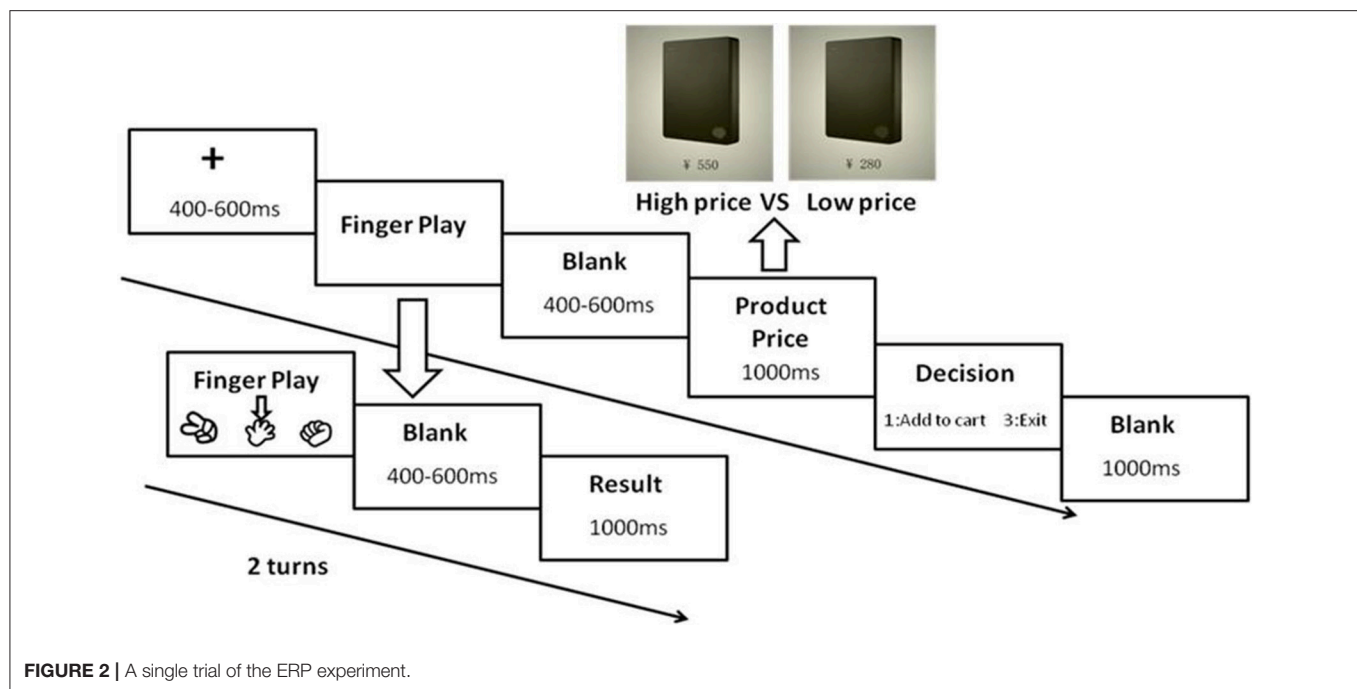 ¥ 550
¥ 280
High price VS Low price
+
400-600ms
Finger Play
Blank
400-600ms
Product
Price
1000ms
Decision
1:Add to cart 3:Exit
Blank
1000ms
Finger Play
Blank
400-600ms
Result
1000ms
2 turns
FIGURE 2 | A single trial of the ERP experiment.